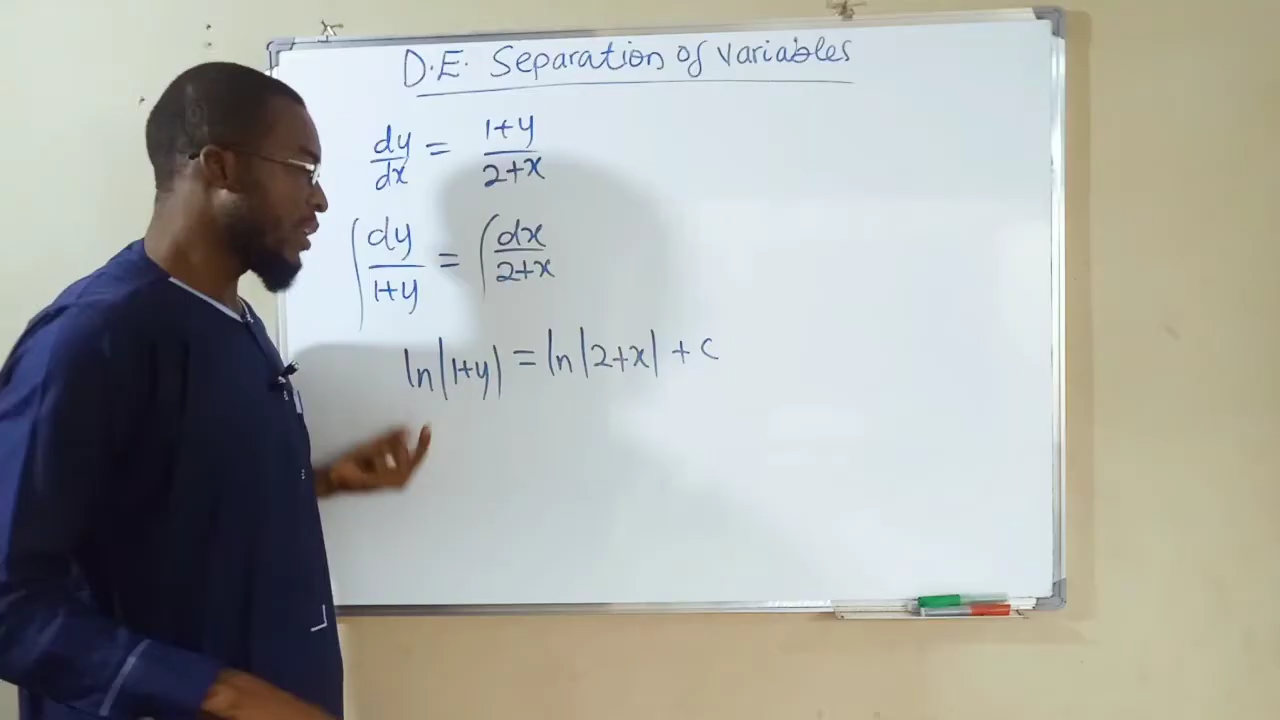 D.E. Separation of variables
dy/dx = 1+y/2+x
∫ dy/1+y = ∫ dx/2+x
ln|1+y| = ln|2+x| + c